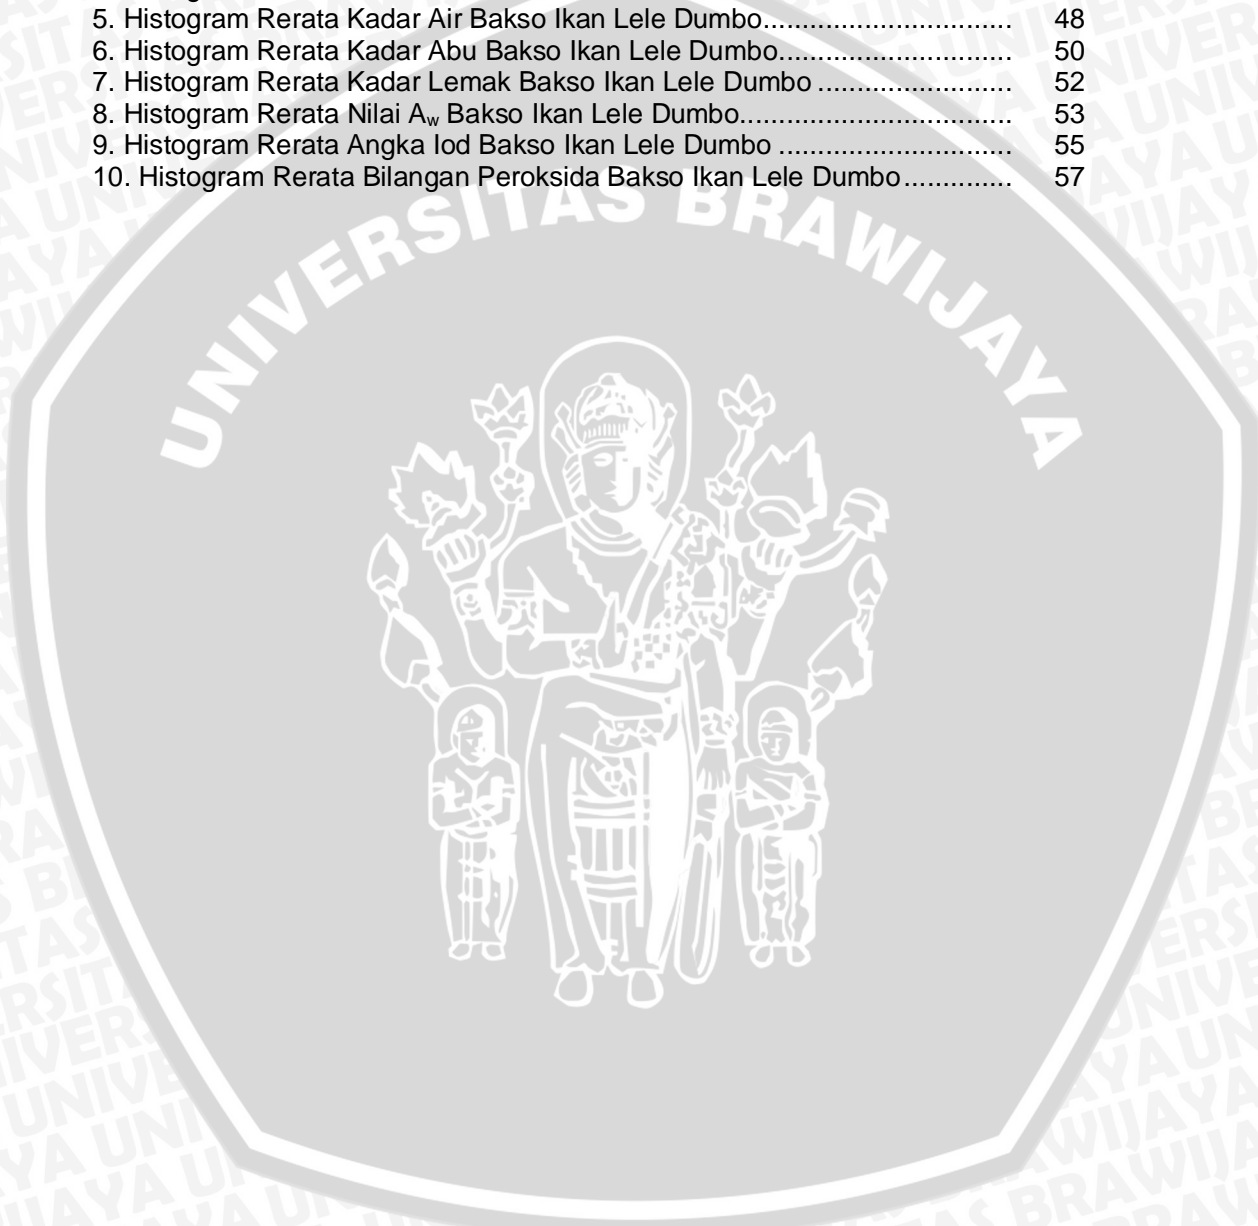 5. Histogram Rerata Kadar Air Bakso Ikan Lele Dumbo............................... 48
6. Histogram Rerata Kadar Abu Bakso Ikan Lele Dumbo............................. 50
7. Histogram Rerata Kadar Lemak Bakso Ikan Lele Dumbo ........................ 52
8. Histogram Rerata Nilai Aw Bakso Ikan Lele Dumbo.................................. 53
9. Histogram Rerata Angka Iod Bakso Ikan Lele Dumbo ............................. 55
10. Histogram Rerata Bilangan Peroksida Bakso Ikan Lele Dumbo.............. 57
UNIVERSITAS BRAWIJAYA